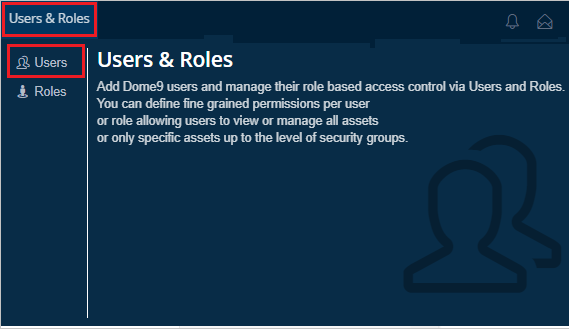 Users & Roles
Users
Roles
Users & Roles
Add Dome9 users and manage their role based access control via Users and Roles.
You can define fine grained permissions per user
or role allowing users to view or manage all assets
or only specific assets up to the level of security groups.